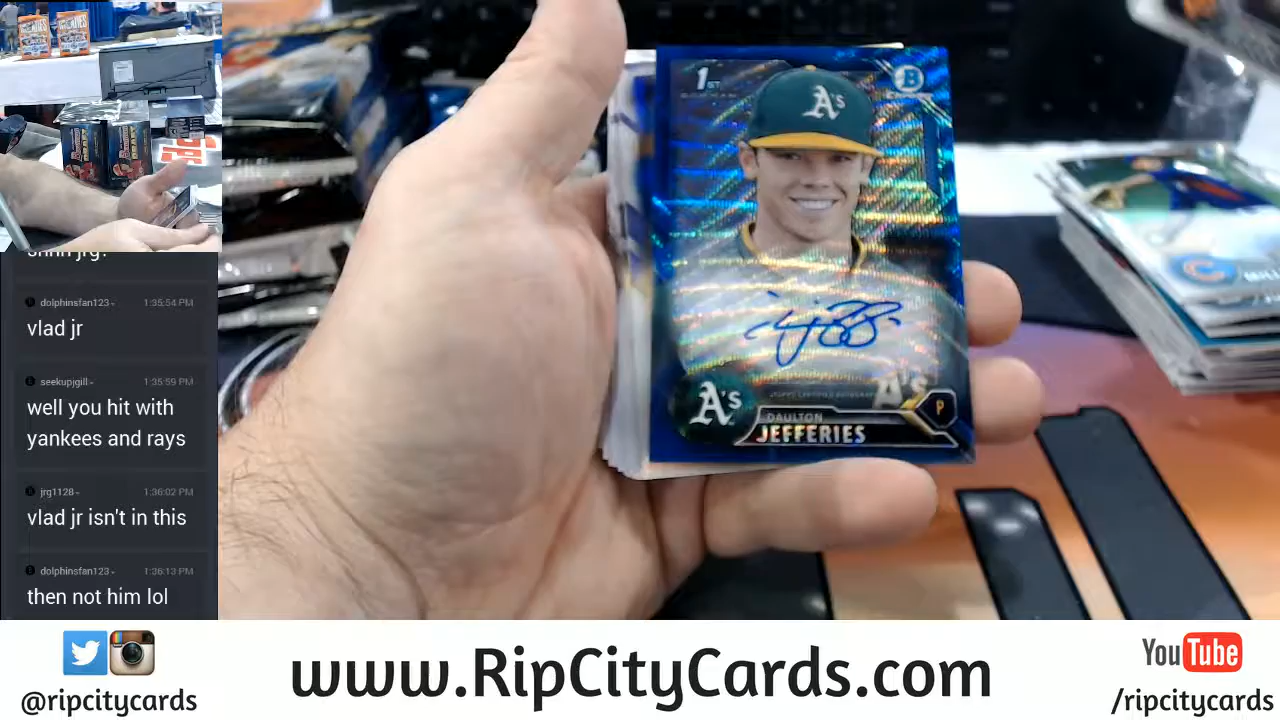 dolphinsfan123 1:35:54 PM
vlad jr
seekupjgill 1:35:59 PM
well you hit with
yankees and rays
jrg1128 1:36:02 PM
vlad jr isn't in this
dolphinsfan123 1:36:13 PM
then not him lol
1ST
B
A's
A's
A's
P
DAULTON
JEFFERIES
C
@ripcitycards
www.RipCityCards.com
YouTube
/ripcitycards